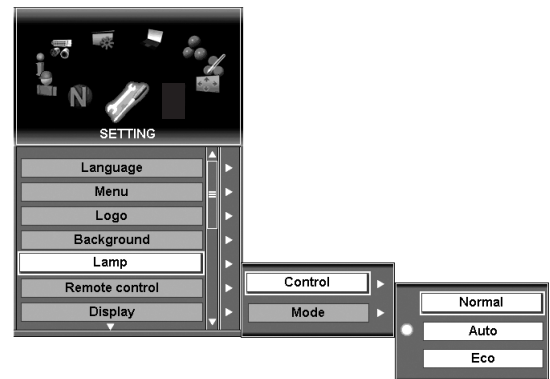 N
SETTING
Language
Menu
Logo
Background
Lamp
Remote control
Display
Control
Mode
Normal
Auto
Eco